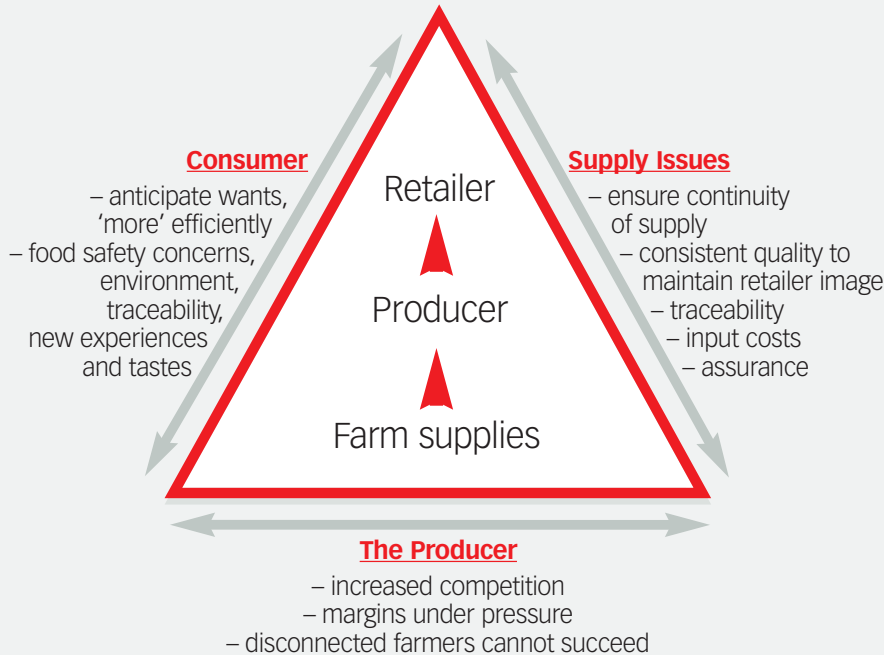 Consumer
– anticipate wants,
'more' efficiently
– food safety concerns,
environment,
traceability,
new experiences
and tastes
Retailer
Producer
Farm supplies
Supply Issues
– ensure continuity
of supply
– consistent quality to
maintain retailer image
– traceability
– input costs
– assurance
The Producer
– increased competition
– margins under pressure
– disconnected farmers cannot succeed